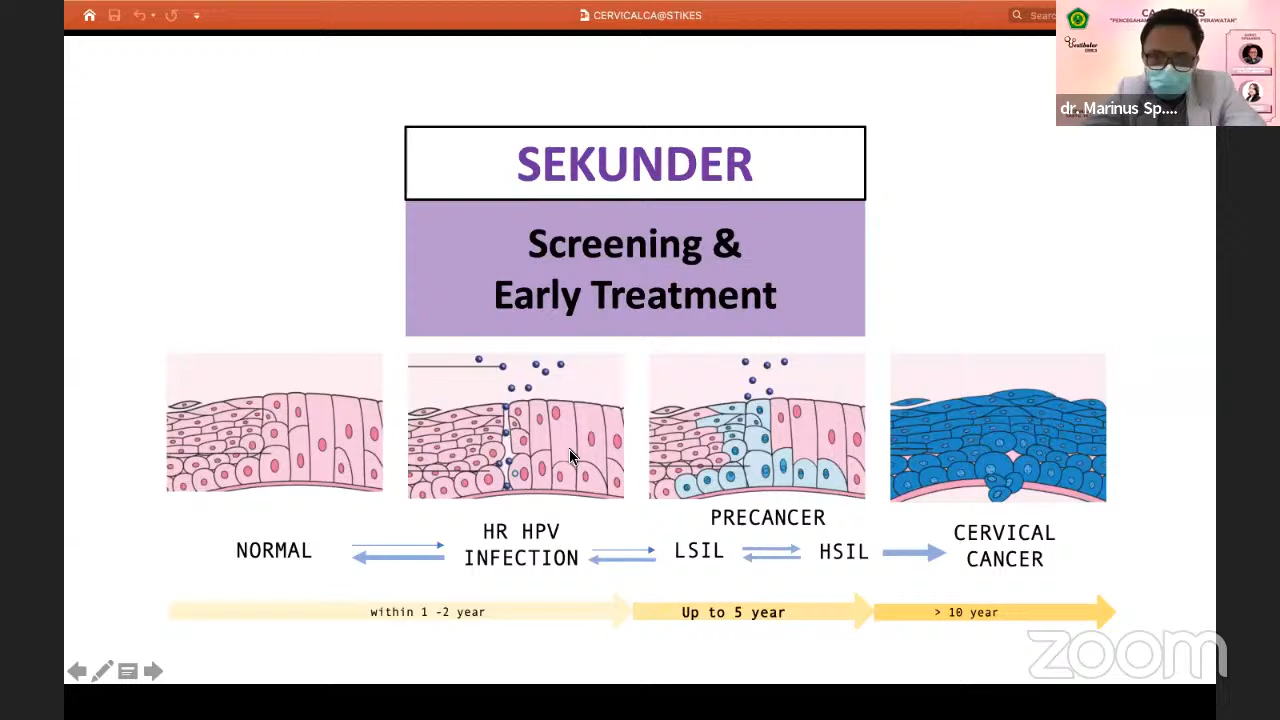 CERVICALCA@STIKES
Searc
dr. Marinus Sp....
SEKUNDER
Screening &
Early Treatment
NORMAL
HR HPV
INFECTION
PRECANCER
LSIL
HSIL
CERVICAL
CANCER
within 1 -2 year
Up to 5 year
> 10 year
zoom